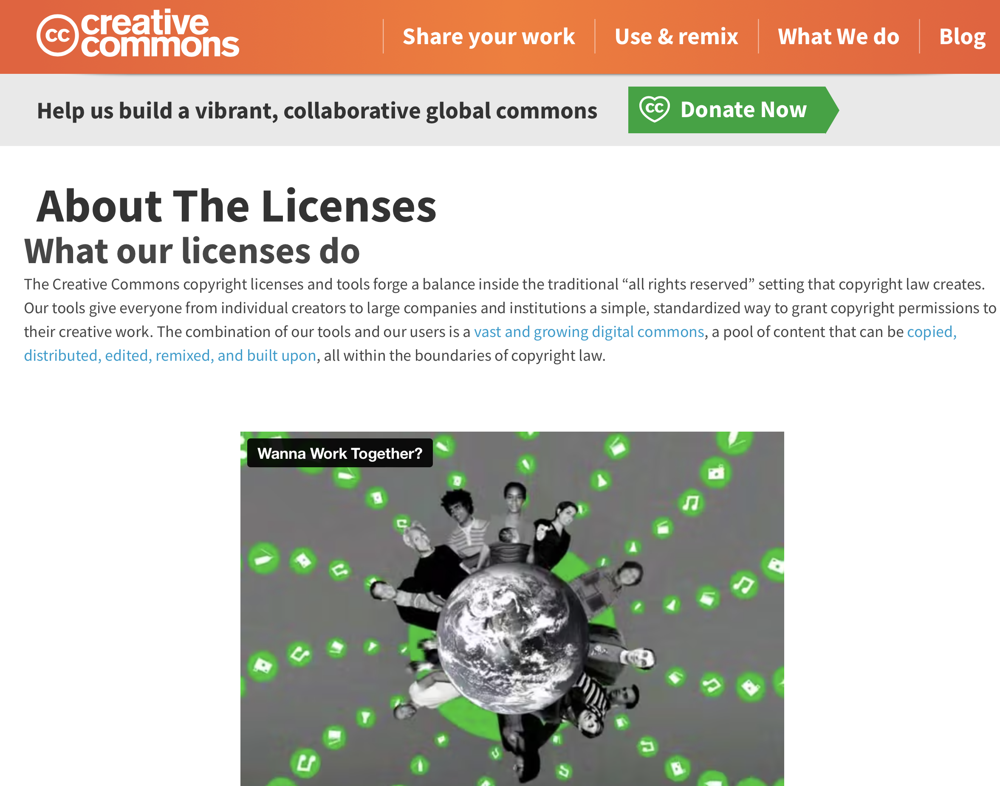 cc creative
commons
Share your work
Use & remix
What We do
Blog
Help us build a vibrant, collaborative global commons
cc Donate Now
About The Licenses
What our licenses do
The Creative Commons copyright licenses and tools forge a balance inside the traditional “all rights reserved” setting that copyright law creates.
Our tools give everyone from individual creators to large companies and institutions a simple, standardized way to grant copyright permissions to
their creative work. The combination of our tools and our users is a vast and growing digital commons, a pool of content that can be copied,
distributed, edited, remixed, and built upon, all within the boundaries of copyright law.
Wanna Work Together?